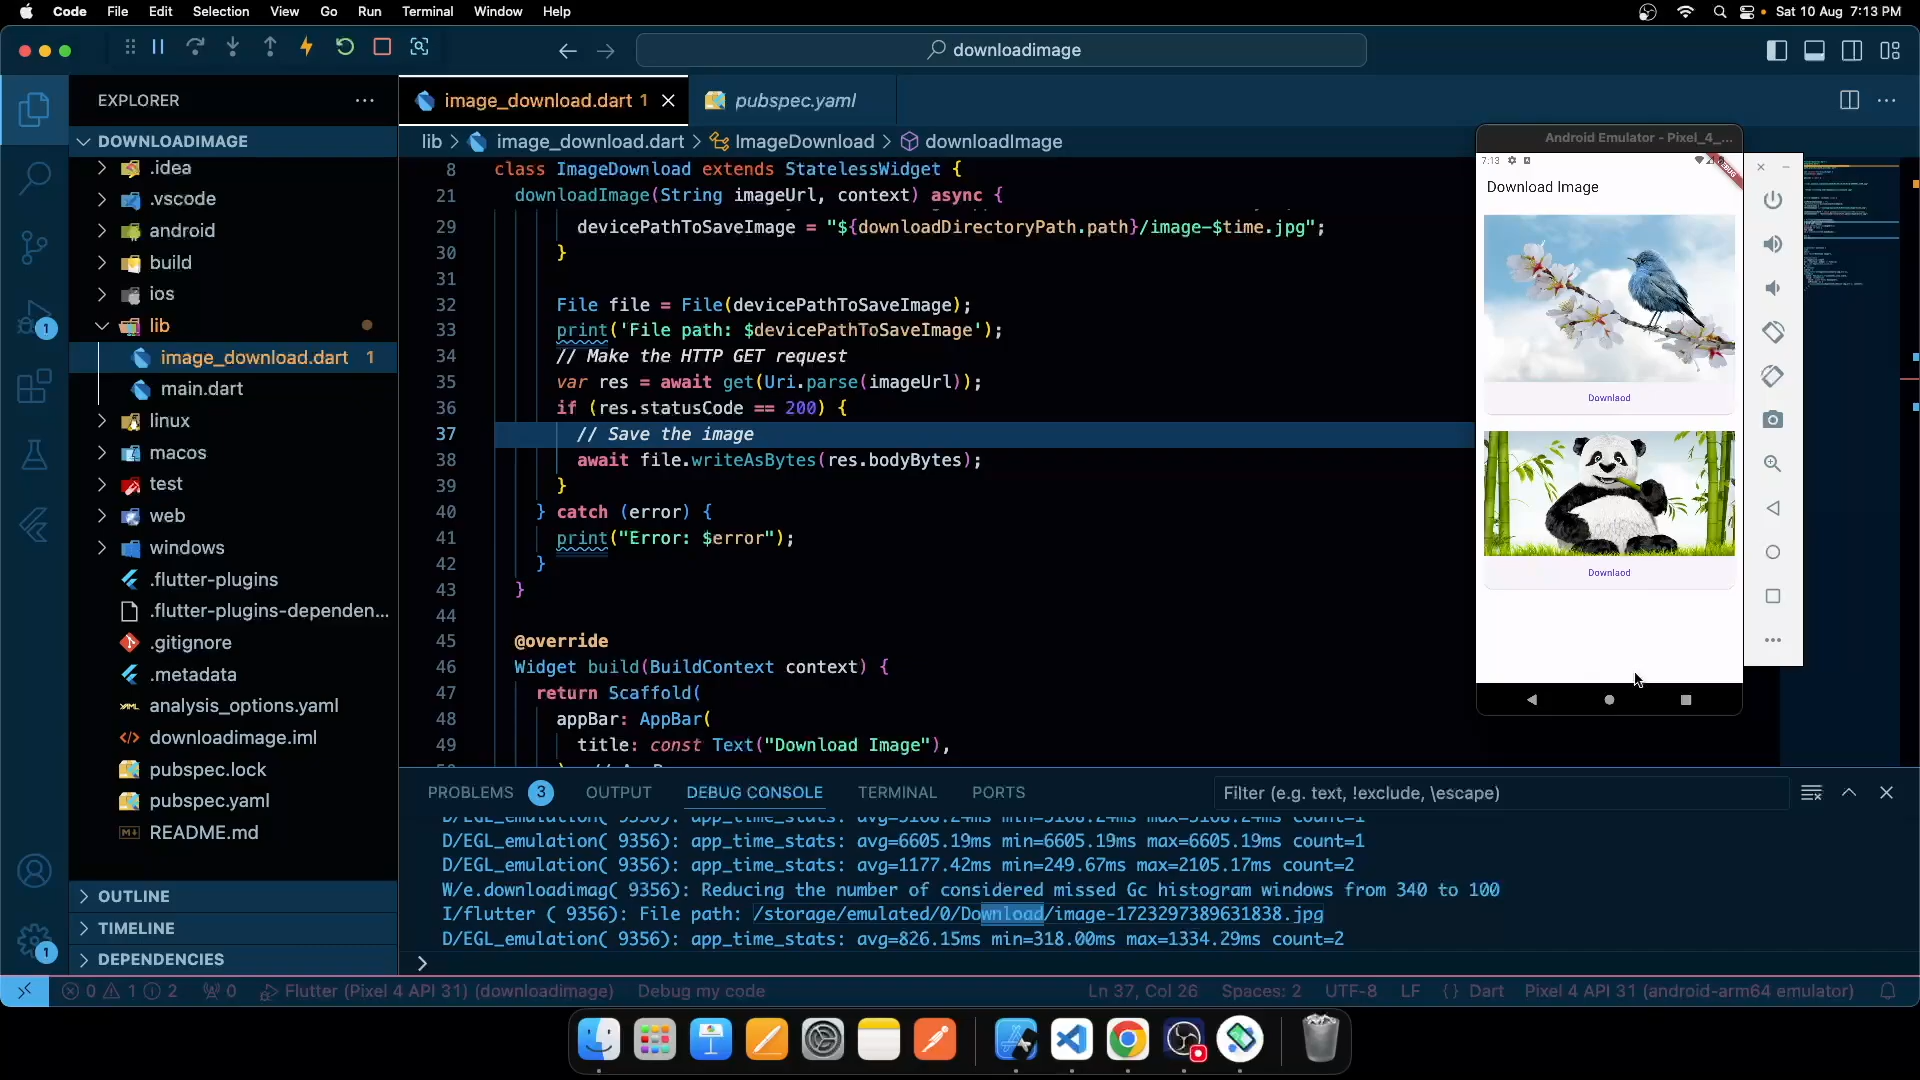 Code File Edit Selection View Go Run Terminal Window Help
Sat 10 Aug 7:13 PM
downloadimage
EXPLORER
DOWNLOADIMAGE
.idea
.vscode
android
build
ios
lib
image_download.dart 1
main.dart
linux
macos
test
web
windows
.flutter-plugins
.flutter-plugins-dependen...
.gitignore
.metadata
analysis_options.yaml
downloadimage.iml
pubspec.lock
pubspec.yaml
README.md
OUTLINE
TIMELINE
DEPENDENCIES
1
1
image_download.dart 1
pubspec.yaml
lib > image_download.dart > ImageDownload > downloadImage
8 class ImageDownload extends StatelessWidget {
21 downloadImage(String imageUrl, context) async {
29 devicePathToSaveImage = "${downloadDirectoryPath.path}/image-$time.jpg";
30 }
31
32 File file = File(devicePathToSaveImage);
33 print('File path: $devicePathToSaveImage');
34 // Make the HTTP GET request
35 var res = await get(Uri.parse(imageUrl));
36 if (res.statusCode == 200) {
37 // Save the image
38 await file.writeAsBytes(res.bodyBytes);
39 }
40 } catch (error) {
41 print("Error: $error");
42 }
43 }
44
45 @override
46 Widget build(BuildContext context) {
47 return Scaffold(
48 appBar: AppBar(
49 title: const Text("Download Image"),
Android Emulator - Pixel_4_...
7:13
DEBUG
Download Image
Downlaod
Downlaod
PROBLEMS 3 OUTPUT DEBUG CONSOLE TERMINAL PORTS
Filter (e.g. text, !exclude, \escape)
D/EGL_emulation( 9356): app_time_stats: avg=6605.19ms min=6605.19ms max=6605.19ms count=1
D/EGL_emulation( 9356): app_time_stats: avg=1177.42ms min=249.67ms max=2105.17ms count=2
W/e.downloadimag( 9356): Reducing the number of considered missed Gc histogram windows from 340 to 100
I/flutter ( 9356): File path: /storage/emulated/0/Download/image-1723297389631838.jpg
D/EGL_emulation( 9356): app_time_stats: avg=826.15ms min=318.00ms max=1334.29ms count=2
>
0 1 2 0 Flutter (Pixel 4 API 31) (downloadimage) Debug my code
Ln 37, Col 26 Spaces: 2 UTF-8 LF {} Dart Pixel 4 API 31 (android-arm64 emulator)